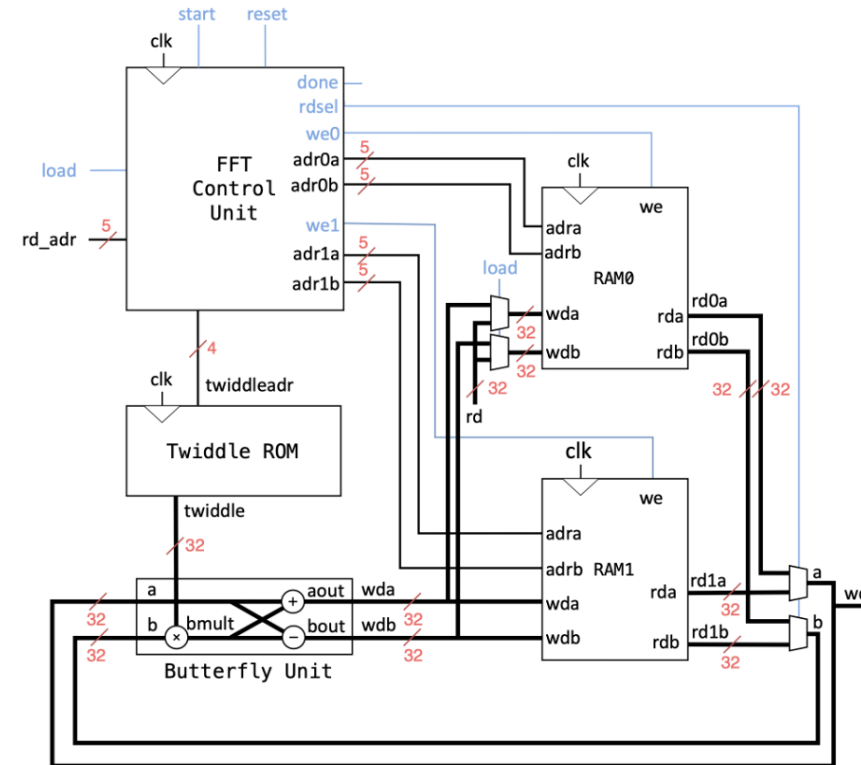 start
reset
clk
done
rdsel
we0
adr0a
5
adr0b
5
FFT
Control
Unit
load
rd_adr
5
we1
adr1a
5
adr1b
5
clk
we
adra
adrb
RAM0
load
wda
32
wdb
32
32
rd
rda
rd0a
rdb
rd0b
32
32
4
twiddleadr
clk
Twiddle ROM
twiddle
32
clk
we
adra
adrb
RAM1
wda
wdb
rda
rd1a
32
rdb
rd1b
32
a
b
a
32
b
32
×
bmult
+
aout
−
bout
wda
32
wdb
32
Butterfly Unit